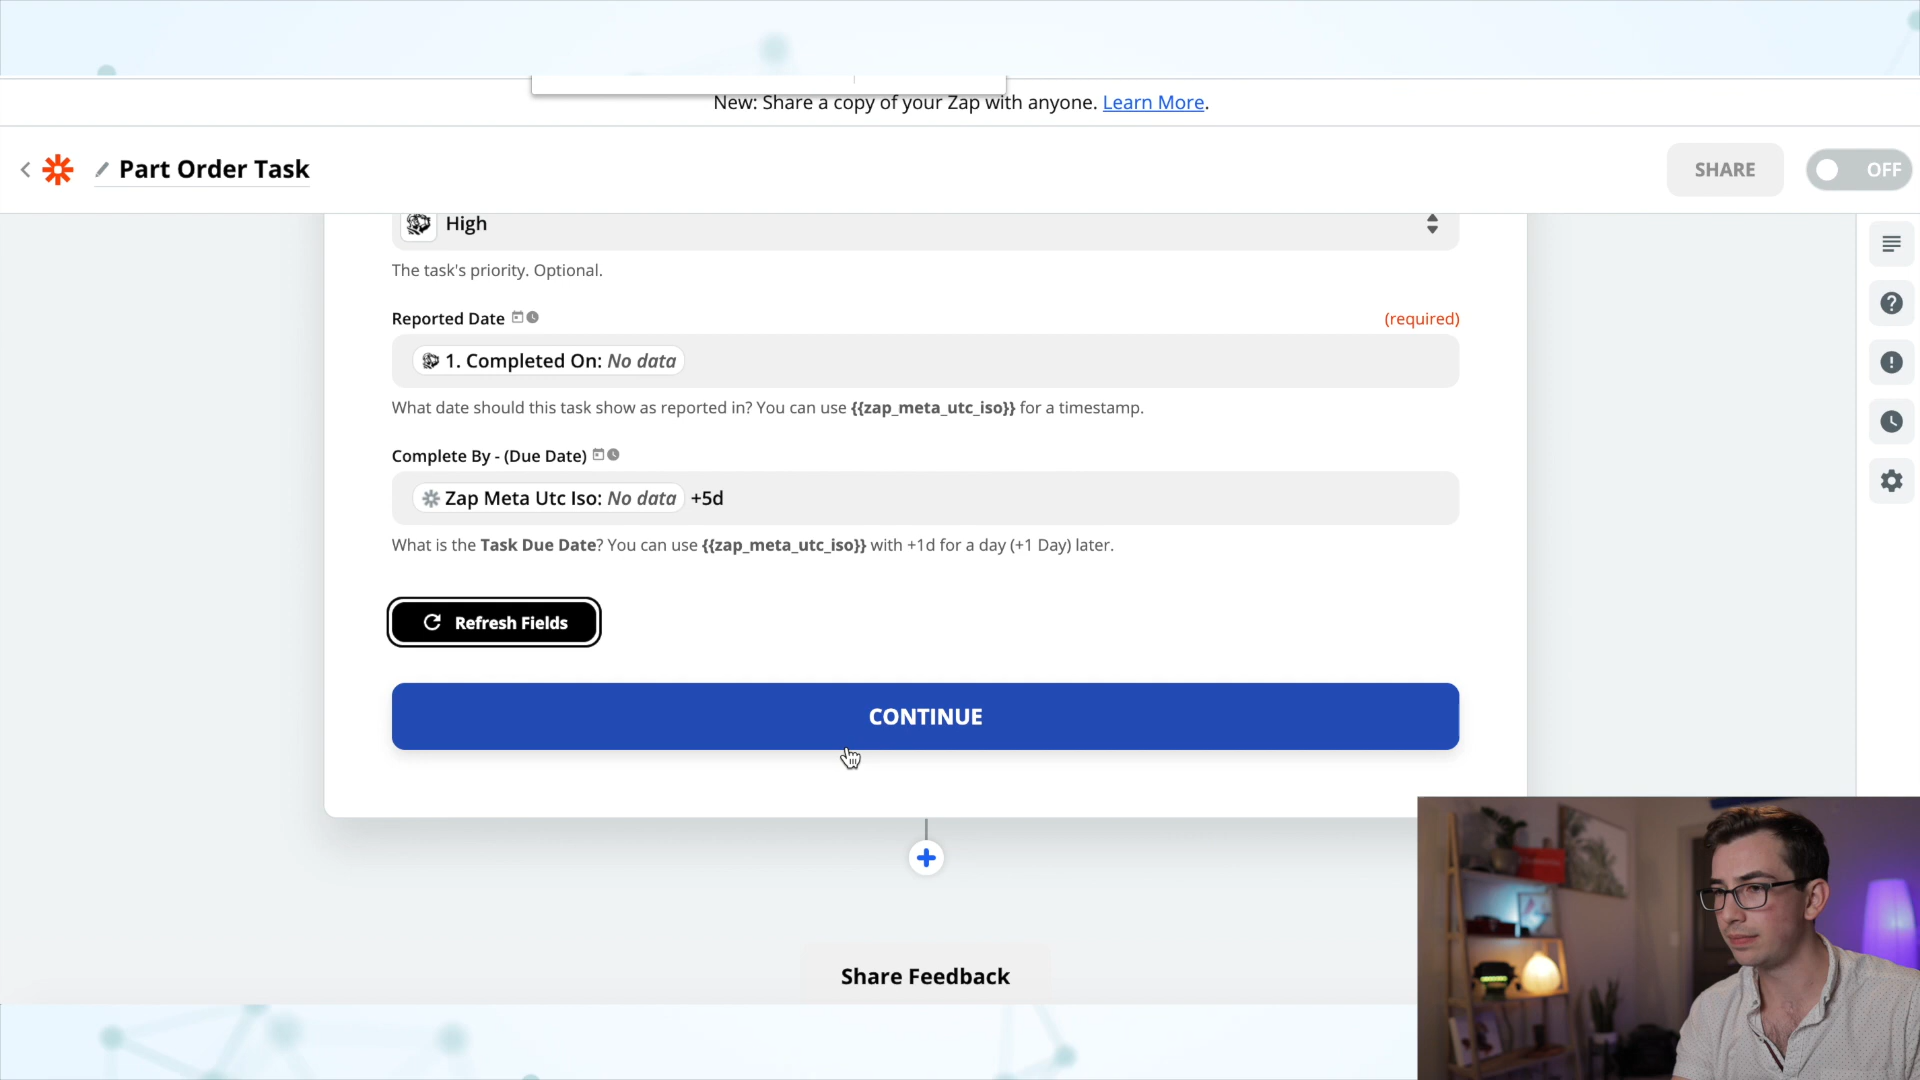 New: Share a copy of your Zap with anyone. Learn More.
Part Order Task
SHARE
OFF
High
The task's priority. Optional.
Reported Date
(required)
1. Completed On: No data
What date should this task show as reported in? You can use {{zap_meta_utc_iso}} for a timestamp.
Complete By - (Due Date)
Zap Meta Utc Iso: No data +5d
What is the Task Due Date? You can use {{zap_meta_utc_iso}} with +1d for a day (+1 Day) later.
Refresh Fields
CONTINUE
Share Feedback